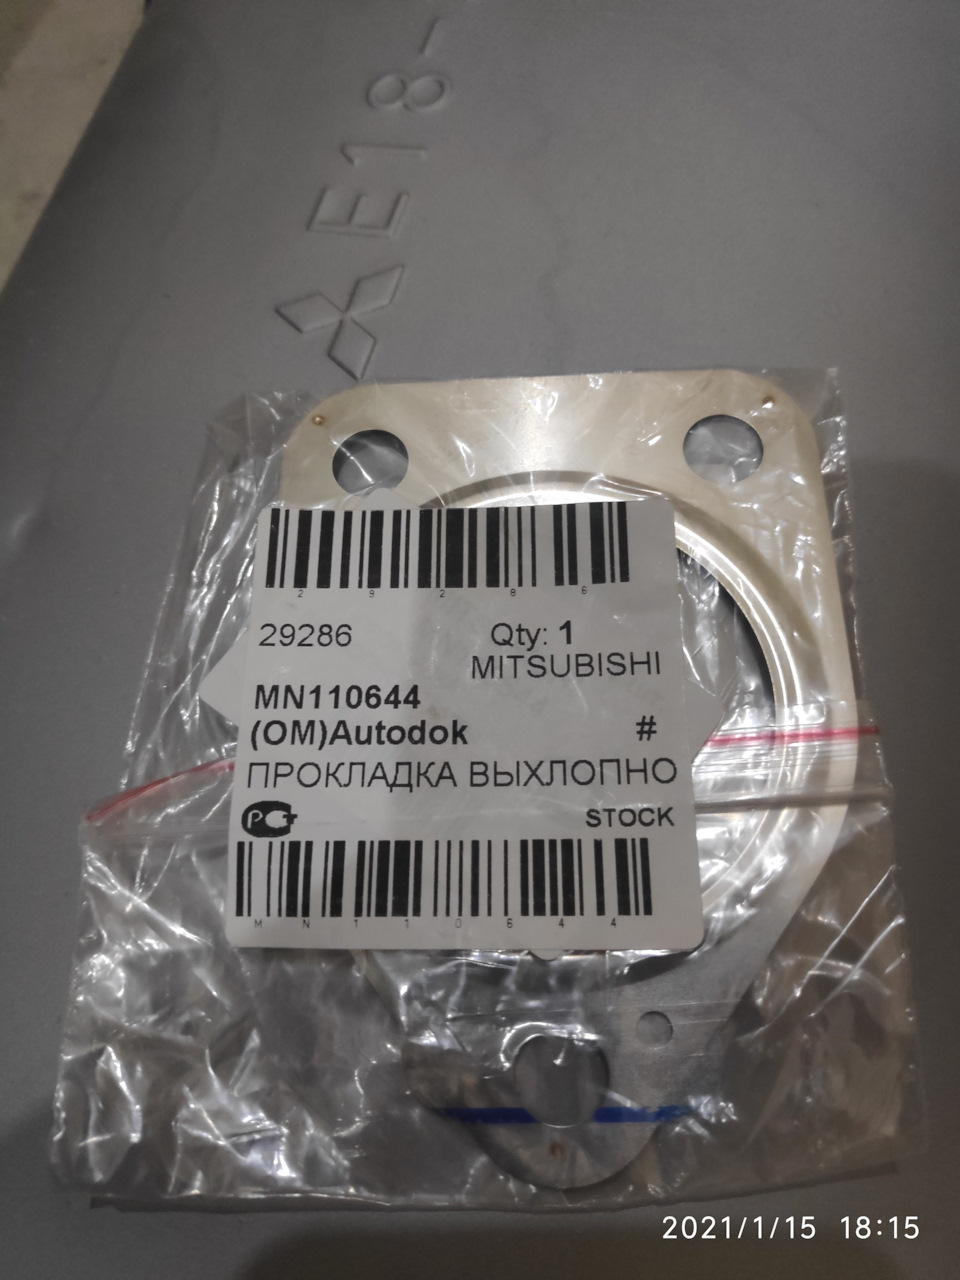 E18-
2 9 2 8 6
29286 Qty: 1
MITSUBISHI
MN110644
(OM)Autodok #
ПРОКЛАДКА ВЫХЛОПНО
РСТ STOCK
M N 1 1 0 6 4 4
2021/1/15 18:15